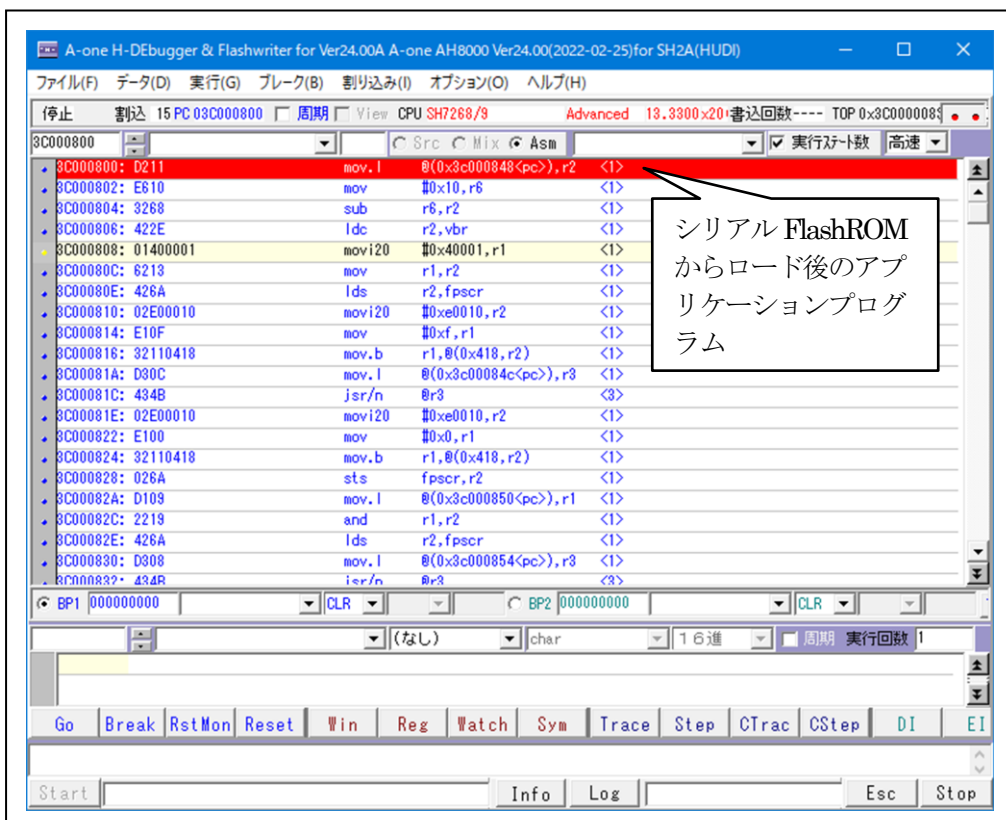 A-one H-DEbugger & Flashwriter for Ver24.00A A-one AH8000 Ver24.00(2022-02-25)for SH2A(HUDI)
ファイル(F) データ(D) 実行(G) ブレーク(B) 割り込み(I) オプション(O) ヘルプ(H)
停止 割込 15 PC 03C000800 周期 View CPU SH7268/9 Advanced 13.3300 x20 書込回数---- TOP 0x3C000008
3C000800 Src Mix Asm 実行ステート数 高速
3C000800: D211 mov.l @(0x3c000848<pc>),r2 <1>
3C000802: E610 mov #0x10,r6 <1>
3C000804: 3268 sub r6,r2 <1>
3C000806: 422E ldc r2,vbr <1>
3C000808: 01400001 movi20 #0x40001,r1 <1>
3C00080C: 6213 mov r1,r2 <1>
3C00080E: 426A lds r2,fpscr <1>
3C000810: 02E00010 movi20 #0xe0010,r2 <1>
3C000814: E10F mov #0xf,r1 <1>
3C000816: 32110418 mov.b r1,@(0x418,r2) <1>
3C00081A: D30C mov.l @(0x3c00084c<pc>),r3 <1>
3C00081C: 434B jsr/n @r3 <3>
3C00081E: 02E00010 movi20 #0xe0010,r2 <1>
3C000822: E100 mov #0x0,r1 <1>
3C000824: 32110418 mov.b r1,@(0x418,r2) <1>
3C000828: 026A sts fpscr,r2 <1>
3C00082A: D109 mov.l @(0x3c000850<pc>),r1 <1>
3C00082C: 2219 and r1,r2 <1>
3C00082E: 426A lds r2,fpscr <1>
3C000830: D308 mov.l @(0x3c000854<pc>),r3 <1>
3C000832: 434B jsr/n @r3 <3>
シリアル FlashROM
からロード後のアプ
リケーションプログ
ラム
BP1 000000000 CLR BP2 000000000 CLR
(なし) char 16進 周期 実行回数 1
Go Break RstMon Reset Win Reg Watch Sym Trace Step CTrac CStep DI EI
Start Info Log Esc Stop